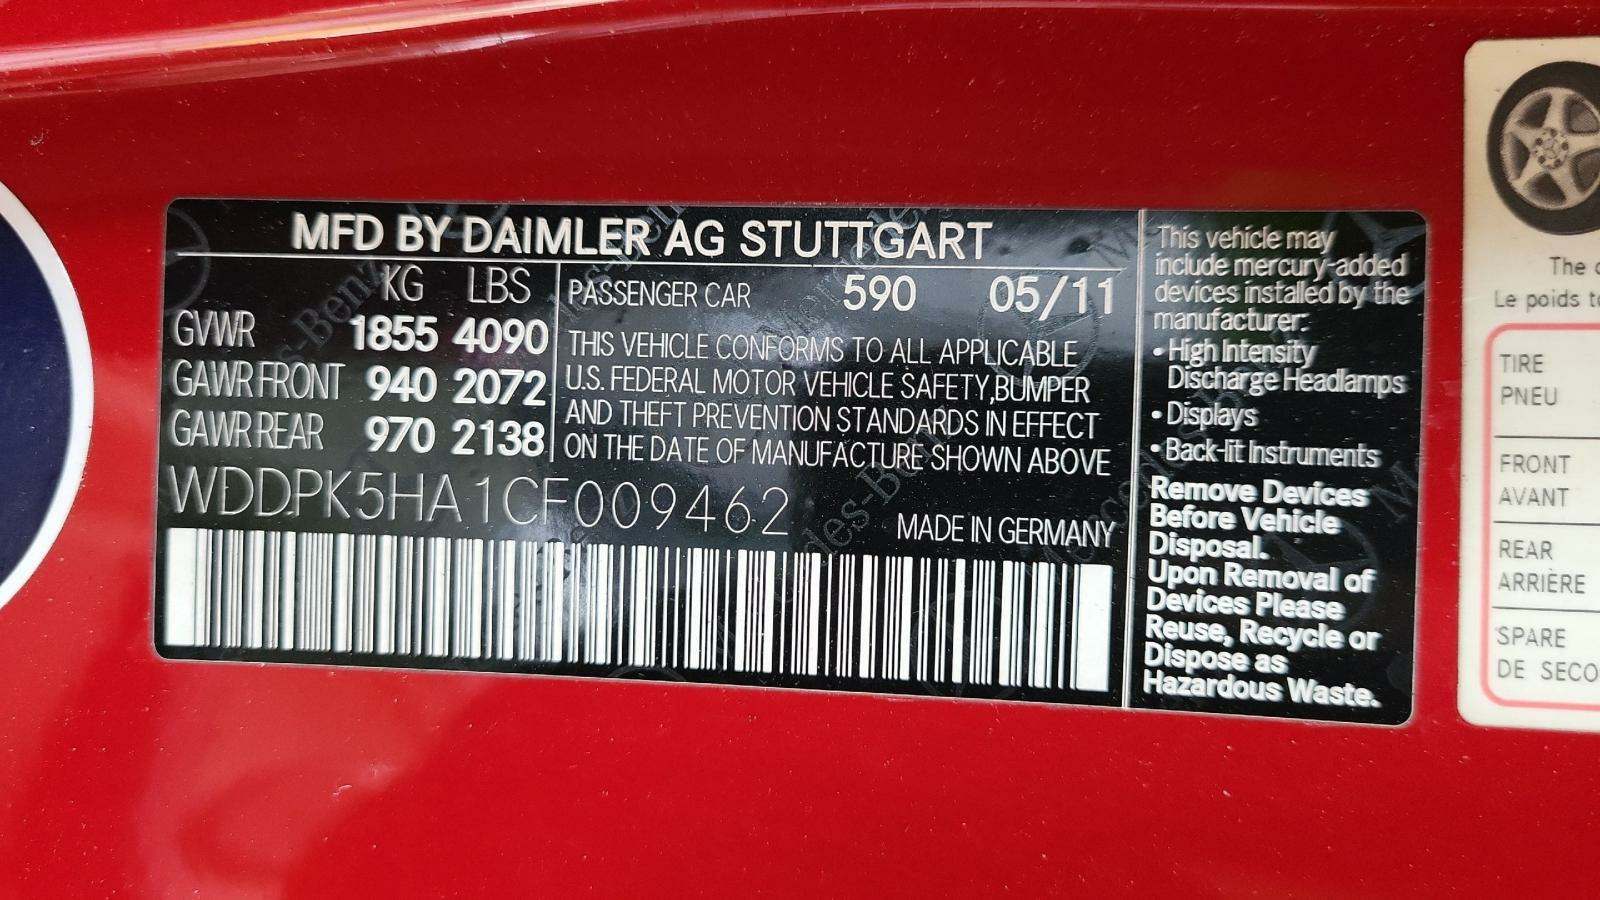 MFD BY DAIMLER AG STUTTGART
KG LBS
GVWR 1855 4090
GAWR FRONT 940 2072
GAWR REAR 970 2138
PASSENGER CAR 590 05/11
THIS VEHICLE CONFORMS TO ALL APPLICABLE
U.S. FEDERAL MOTOR VEHICLE SAFETY,BUMPER
AND THEFT PREVENTION STANDARDS IN EFFECT
ON THE DATE OF MANUFACTURE SHOWN ABOVE
WDDPK5HA1CF009462
MADE IN GERMANY
This vehicle may
include mercury-added
devices installed by the
manufacturer:
• High Intensity
Discharge Headlamps
• Displays
• Back-lit Instruments
Remove Devices
Before Vehicle
Disposal.
Upon Removal of
Devices Please
Reuse, Recycle or
Dispose as
Hazardous Waste.
The
Le poids
TIRE
PNEU
FRONT
AVANT
REAR
ARRIÈRE
SPARE
DE